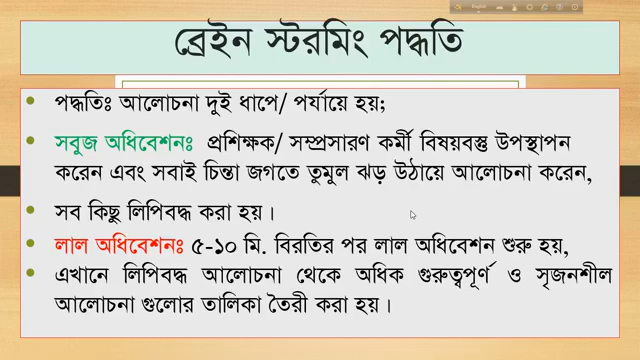 ব্রেইন স্টরমিং পদ্ধতি
পদ্ধতিঃ আলোচনা দুই ধাপে/ পর্যায়ে হয়;
সবুজ অধিবেশনঃ প্রশিক্ষক/ সম্প্রসারণ কর্মী বিষয়বস্তু উপস্থাপন
করেন এবং সবাই চিন্তা জগতে তুমুল ঝড় উঠায়ে আলোচনা করেন,
সব কিছু লিপিবদ্ধ করা হয়।
লাল অধিবেশনঃ ৫-১০ মি. বিরতির পর লাল অধিবেশন শুরু হয়,
এখানে লিপিবদ্ধ আলোচনা থেকে অধিক গুরুত্বপূর্ণ ও সৃজনশীল
আলোচনা গুলোর তালিকা তৈরী করা হয়।